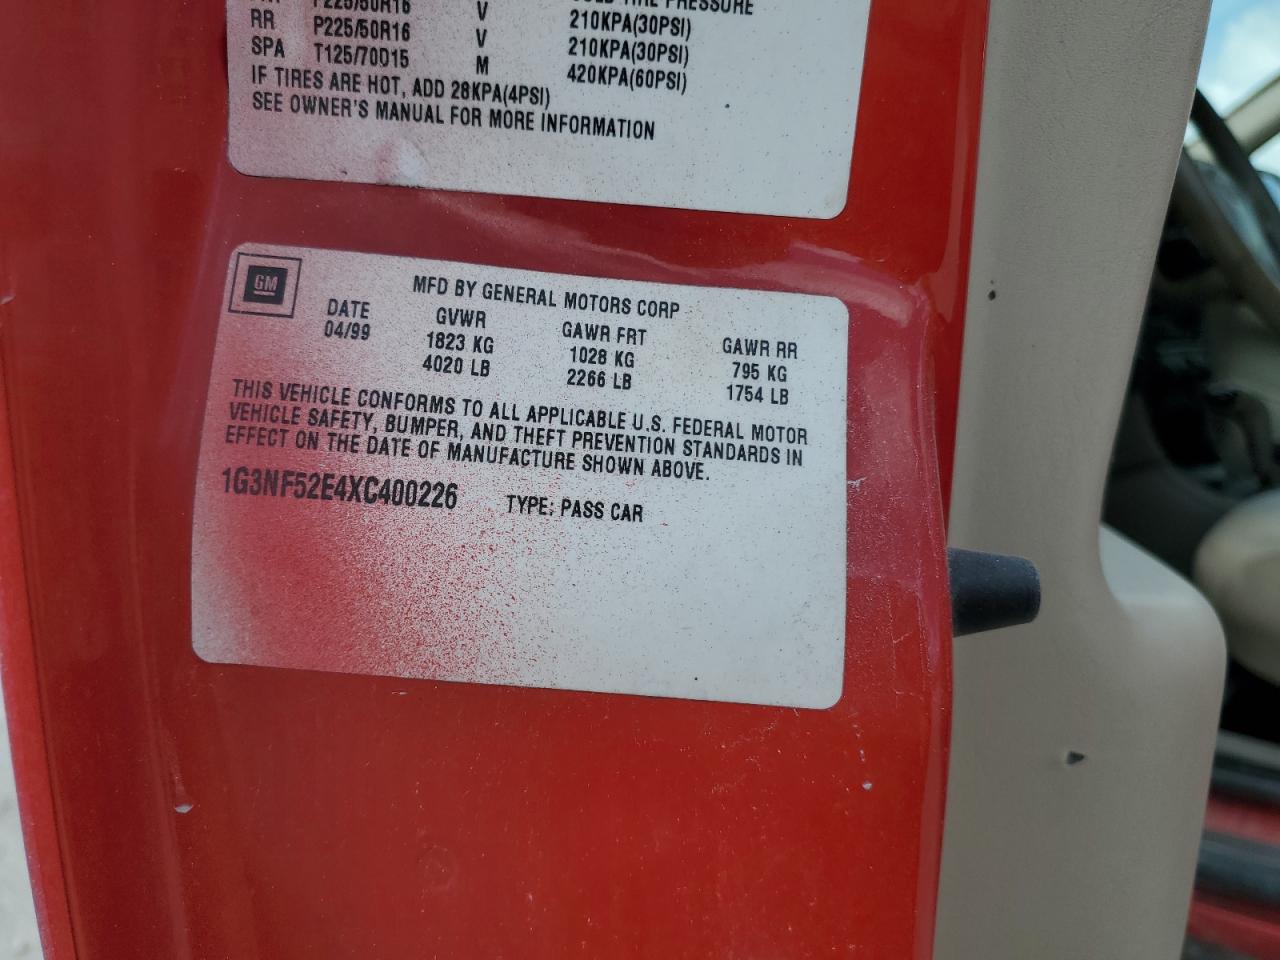 P225/50R16 V
RR P225/50R16 V 210KPA(30PSI)
SPA T125/70D15 M 210KPA(30PSI)
420KPA(60PSI)
IF TIRES ARE HOT, ADD 28KPA(4PSI)
SEE OWNER'S MANUAL FOR MORE INFORMATION
GM
MFD BY GENERAL MOTORS CORP
DATE GVWR GAWR FRT GAWR RR
04/99 1823 KG 1028 KG 795 KG
4020 LB 2266 LB 1754 LB
THIS VEHICLE CONFORMS TO ALL APPLICABLE U.S. FEDERAL MOTOR
VEHICLE SAFETY, BUMPER, AND THEFT PREVENTION STANDARDS IN
EFFECT ON THE DATE OF MANUFACTURE SHOWN ABOVE.
1G3NF52E4XC400226 TYPE: PASS CAR